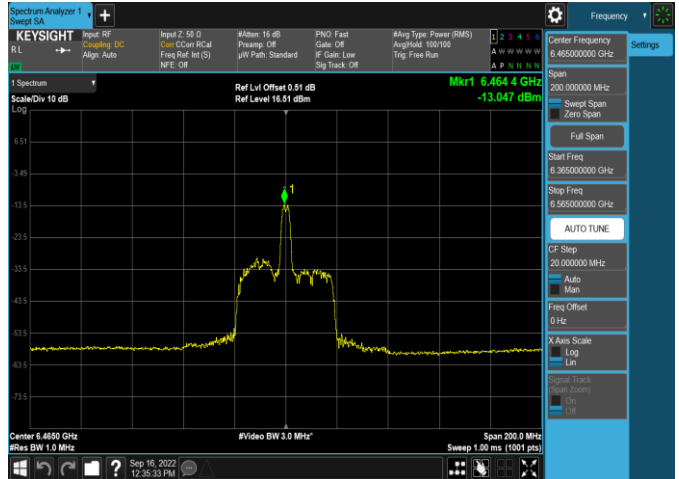 Spectrum Analyzer 1
Swept SA
+
Frequency
KEYSIGHT
R L
Input: RF
Coupling: DC
Align: Auto
Input Z: 50 Ω
Corr CCorr RCal
Freq Ref: Int (S)
NFE: Off
#Atten: 16 dB
Preamp: Off
µW Path: Standard
PNO: Fast
Gate: Off
IF Gain: Low
Sig Track: Off
#Avg Type: Power (RMS)
Avg|Hold: 100/100
Trig: Free Run
1 2 3 4 5 6
A W W W W W
A P N N N N
1 Spectrum
Scale/Div 10 dB
Log
Ref Lvl Offset 0.51 dB
Ref Level 16.51 dBm
Mkr1 6.464 4 GHz
-13.047 dBm
6.51
-3.49
-13.5
-23.5
-33.5
-43.5
-53.5
-63.5
-73.5
1
Center 6.4650 GHz
#Res BW 1.0 MHz
#Video BW 3.0 MHz*
Span 200.0 MHz
Sweep 1.00 ms (1001 pts)
Sep 16, 2022
12:35:33 PM
?
Center Frequency
6.465000000 GHz
Settings
Span
200.000000 MHz
Swept Span
Zero Span
Full Span
Start Freq
6.365000000 GHz
Stop Freq
6.565000000 GHz
AUTO TUNE
CF Step
20.000000 MHz
Auto
Man
Freq Offset
0 Hz
X Axis Scale
Log
Lin
Signal Track
(Span Zoom)
On
Off